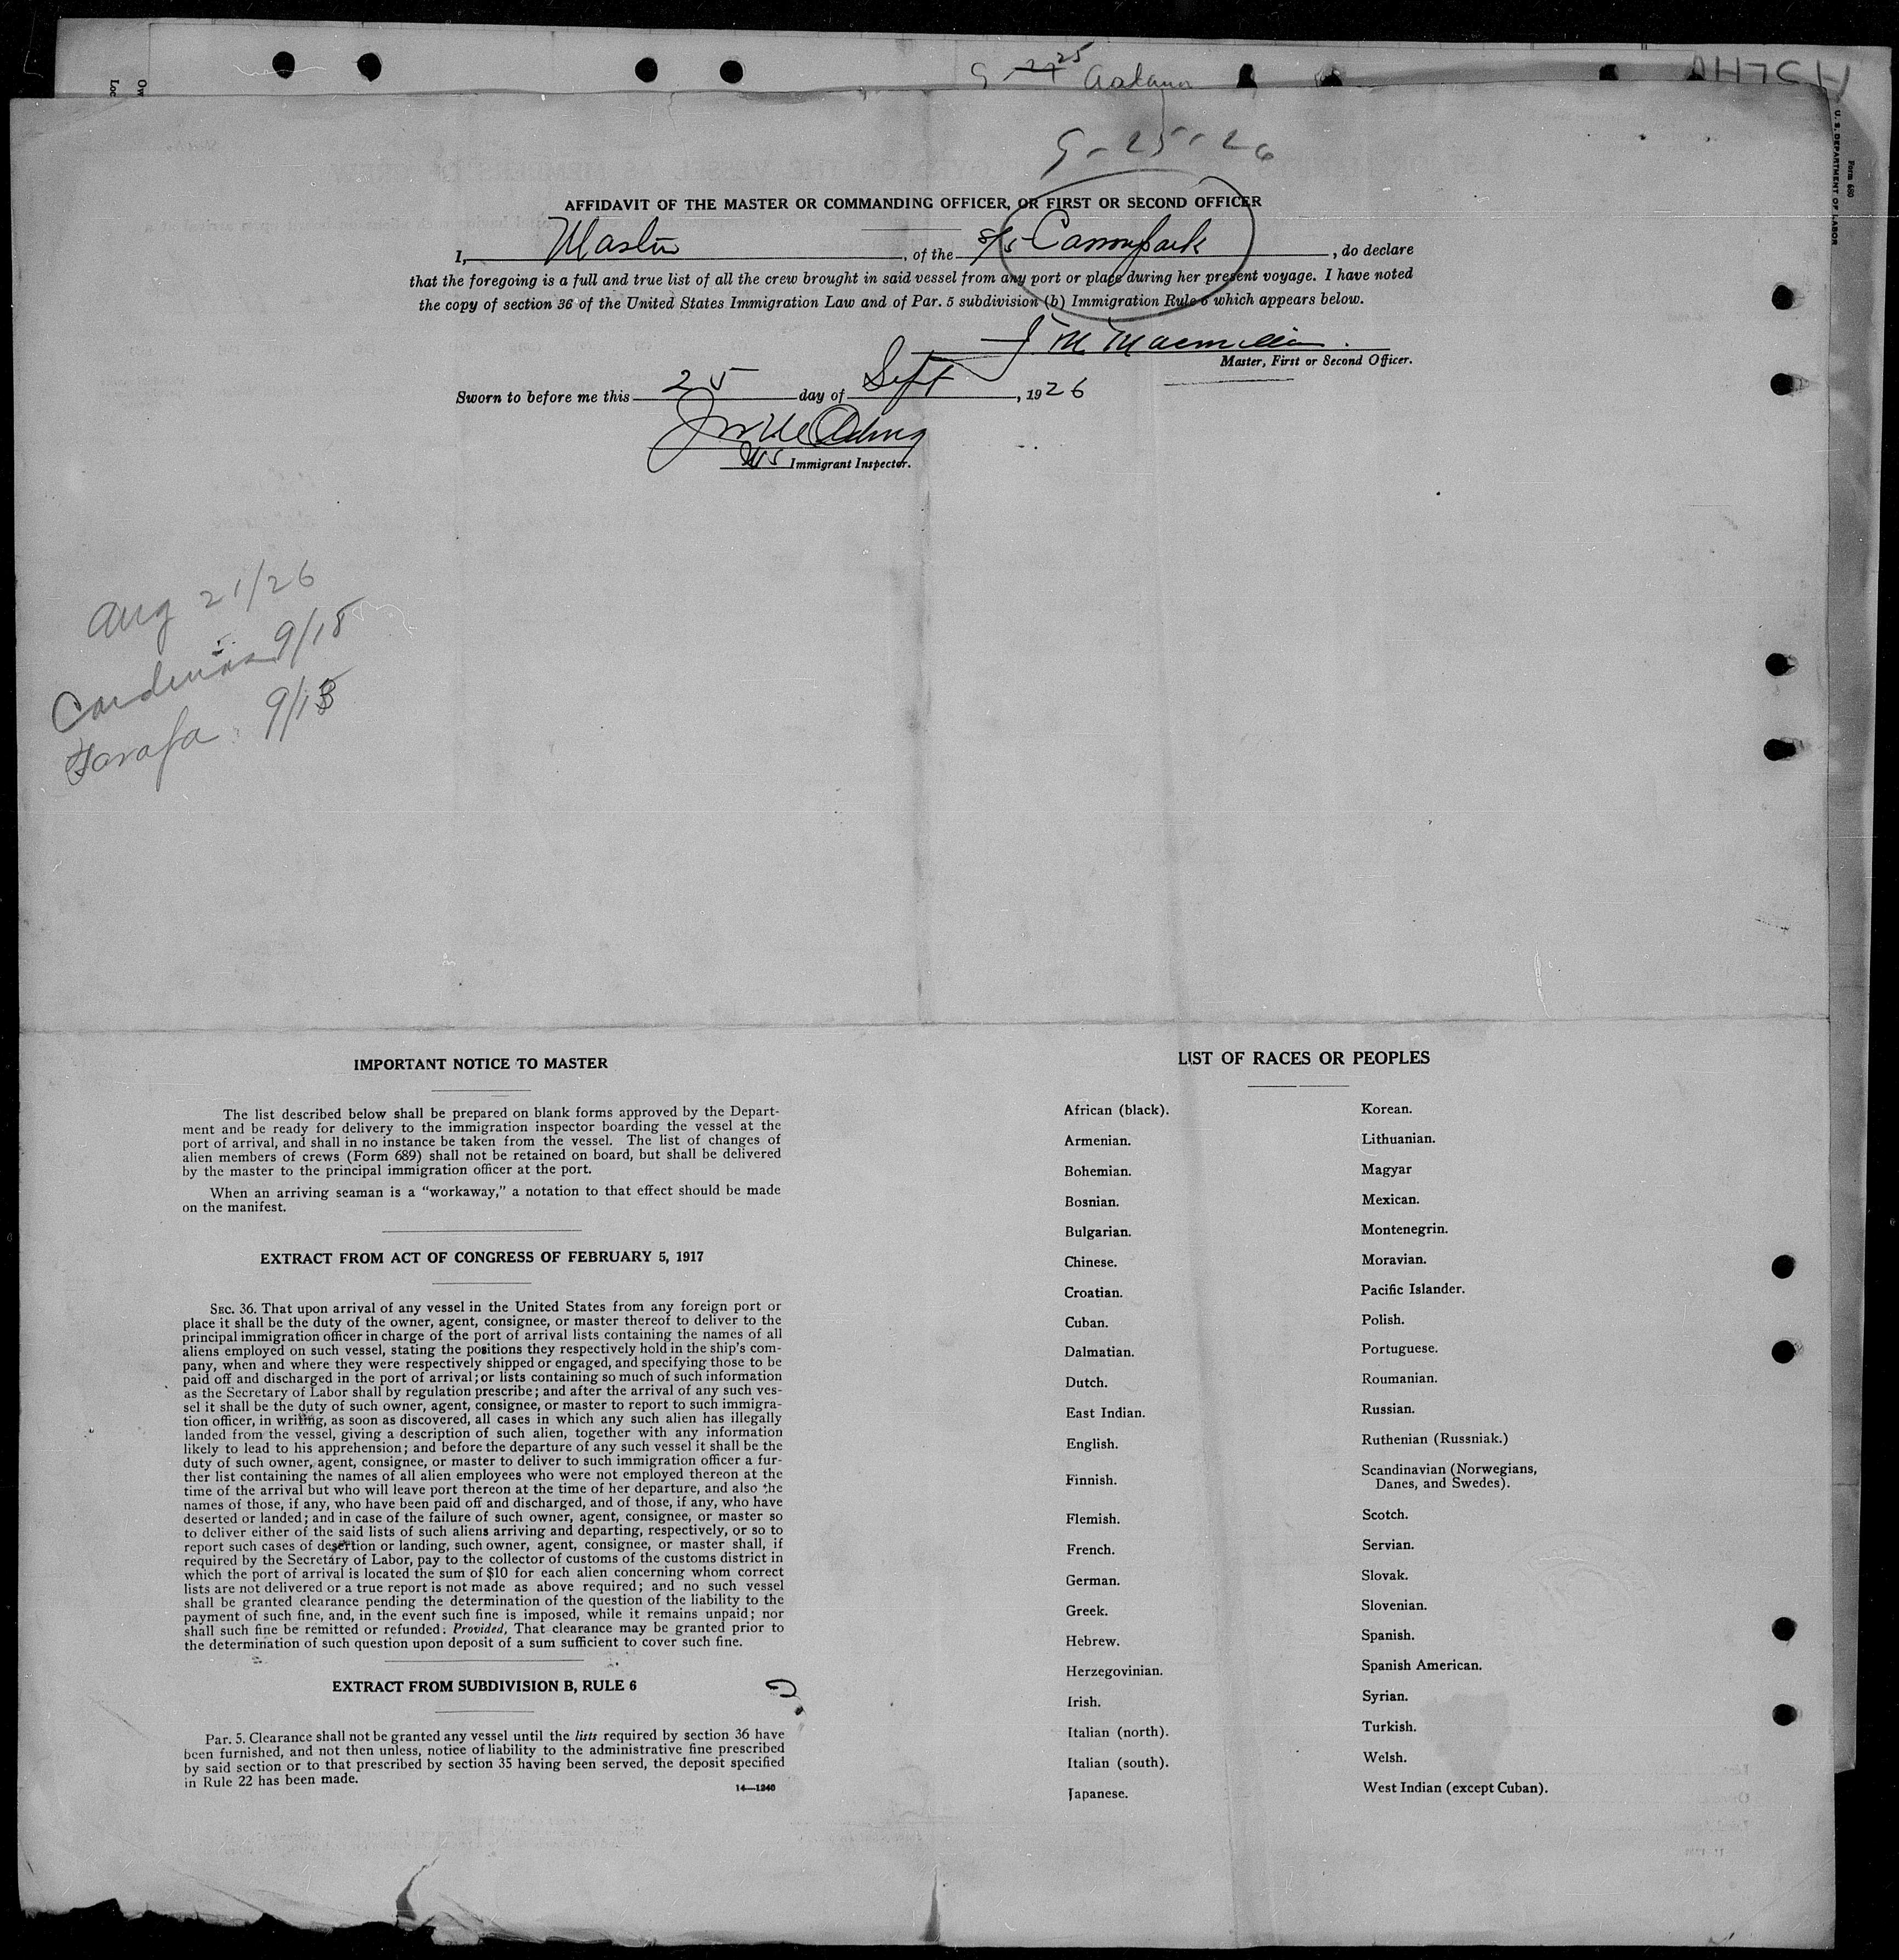 9-25-26
AFFIDAVIT OF THE MASTER OR COMMANDING OFFICER, OR FIRST OR SECOND OFFICER
I, Master, of the S/S, do declare
that the foregoing is a full and true list of all the crew brought in said vessel from any port or place during her present voyage. I have noted
the copy of section 36 of the United States Immigration Law and of Par. 5 subdivision (b) Immigration Rule 6 which appears below.
J M Macmillan.
Master, First or Second Officer.
Sworn to before me this 25 day of Sept, 1926
US Immigrant Inspector.
Aug 21/26
Cardenas 9/18
Tarafa 9/13
Form 680
U. S. DEPARTMENT OF LABOR
IMPORTANT NOTICE TO MASTER
The list described below shall be prepared on blank forms approved by the Depart-
ment and be ready for delivery to the immigration inspector boarding the vessel at the
port of arrival, and shall in no instance be taken from the vessel. The list of changes of
alien members of crews (Form 689) shall not be retained on board, but shall be delivered
by the master to the principal immigration officer at the port.
When an arriving seaman is a "workaway," a notation to that effect should be made
on the manifest.
EXTRACT FROM ACT OF CONGRESS OF FEBRUARY 5, 1917
SEC. 36. That upon arrival of any vessel in the United States from any foreign port or
place it shall be the duty of the owner, agent, consignee, or master thereof to deliver to the
principal immigration officer in charge of the port of arrival lists containing the names of all
aliens employed on such vessel, stating the positions they respectively hold in the ship's com-
pany, when and where they were respectively shipped or engaged, and specifying those to be
paid off and discharged in the port of arrival; or lists containing so much of such information
as the Secretary of Labor shall by regulation prescribe; and after the arrival of any such ves-
sel it shall be the duty of such owner, agent, consignee, or master to report to such immigra-
tion officer, in writing, as soon as discovered, all cases in which any such alien has illegally
landed from the vessel, giving a description of such alien, together with any information
likely to lead to his apprehension; and before the departure of any such vessel it shall be the
duty of such owner, agent, consignee, or master to deliver to such immigration officer a fur-
ther list containing the names of all alien employees who were not employed thereon at the
time of the arrival but who will leave port thereon at the time of her departure, and also the
names of those, if any, who have been paid off and discharged, and of those, if any, who have
deserted or landed; and in case of the failure of such owner, agent, consignee, or master so
to deliver either of the said lists of such aliens arriving and departing, respectively, or so to
report such cases of desertion or landing, such owner, agent, consignee, or master shall, if
required by the Secretary of Labor, pay to the collector of customs of the customs district in
which the port of arrival is located the sum of $10 for each alien concerning whom correct
lists are not delivered or a true report is not made as above required; and no such vessel
shall be granted clearance pending the determination of the question of the liability to the
payment of such fine, and, in the event such fine is imposed, while it remains unpaid; nor
shall such fine be remitted or refunded: Provided, That clearance may be granted prior to
the determination of such question upon deposit of a sum sufficient to cover such fine.
EXTRACT FROM SUBDIVISION B, RULE 6
Par. 5. Clearance shall not be granted any vessel until the lists required by section 36 have
been furnished, and not then unless, notice of liability to the administrative fine prescribed
by said section or to that prescribed by section 35 having been served, the deposit specified
in Rule 22 has been made.
14—1240
LIST OF RACES OR PEOPLES
African (black).
Armenian.
Bohemian.
Bosnian.
Bulgarian.
Chinese.
Croatian.
Cuban.
Dalmatian.
Dutch.
East Indian.
English.
Finnish.
Flemish.
French.
German.
Greek.
Hebrew.
Herzegovinian.
Irish.
Italian (north).
Italian (south).
Japanese.
Korean.
Lithuanian.
Magyar
Mexican.
Montenegrin.
Moravian.
Pacific Islander.
Polish.
Portuguese.
Roumanian.
Russian.
Ruthenian (Russniak.)
Scandinavian (Norwegians,
Danes, and Swedes).
Scotch.
Servian.
Slovak.
Slovenian.
Spanish.
Spanish American.
Syrian.
Turkish.
Welsh.
West Indian (except Cuban).